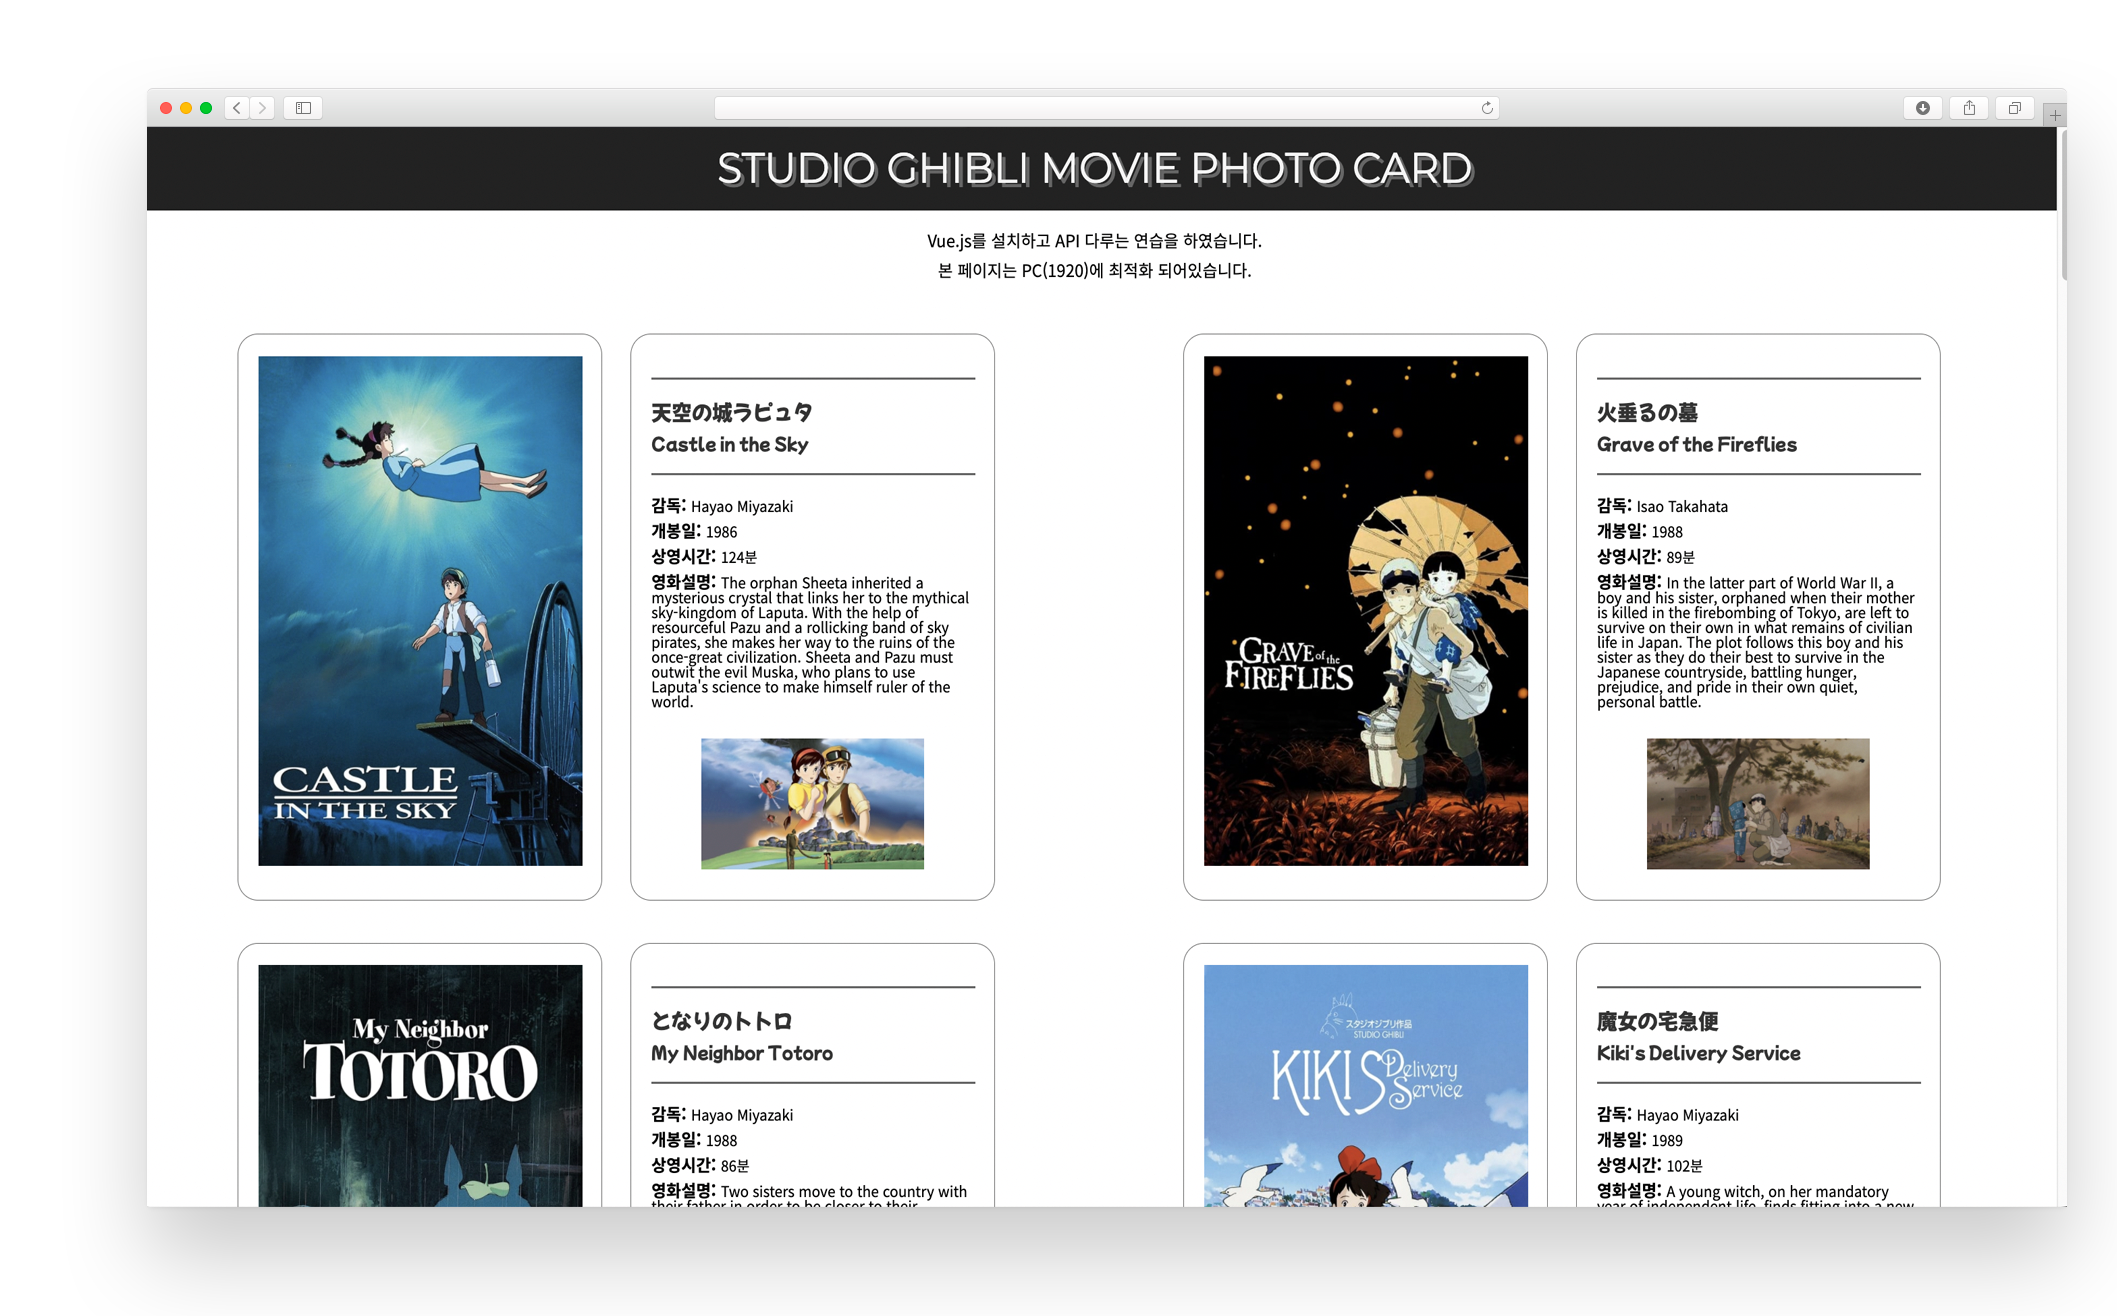 STUDIO GHIBLI MOVIE PHOTO CARD
Vue.js를 설치하고 API 다루는 연습을 하였습니다.
본 페이지는 PC(1920)에 최적화 되어있습니다.
CASTLE
IN THE SKY
天空の城ラピュタ
Castle in the Sky
감독: Hayao Miyazaki
개봉일: 1986
상영시간: 124분
영화설명: The orphan Sheeta inherited a
mysterious crystal that links her to the mythical
sky-kingdom of Laputa. With the help of
resourceful Pazu and a rollicking band of sky
pirates, she makes her way to the ruins of the
once-great civilization. Sheeta and Pazu must
outwit the evil Muska, who plans to use
Laputa's science to make himself ruler of the
world.
GRAVE of the
FIREFLIES
火垂るの墓
Grave of the Fireflies
감독: Isao Takahata
개봉일: 1988
상영시간: 89분
영화설명: In the latter part of World War II, a
boy and his sister, orphaned when their mother
is killed in the firebombing of Tokyo, are left to
survive on their own in what remains of civilian
life in Japan. The plot follows this boy and his
sister as they do their best to survive in the
Japanese countryside, battling hunger,
prejudice, and pride in their own quiet,
personal battle.
My Neighbor
TOTORO
となりのトトロ
My Neighbor Totoro
감독: Hayao Miyazaki
개봉일: 1988
상영시간: 86분
영화설명: Two sisters move to the country with
their father in order to be closer to their
スタジオジブリ作品
STUDIO GHIBLI
KIKI'S Delivery
Service
魔女の宅急便
Kiki's Delivery Service
감독: Hayao Miyazaki
개봉일: 1989
상영시간: 102분
영화설명: A young witch, on her mandatory
year of independent life, finds fitting into a new